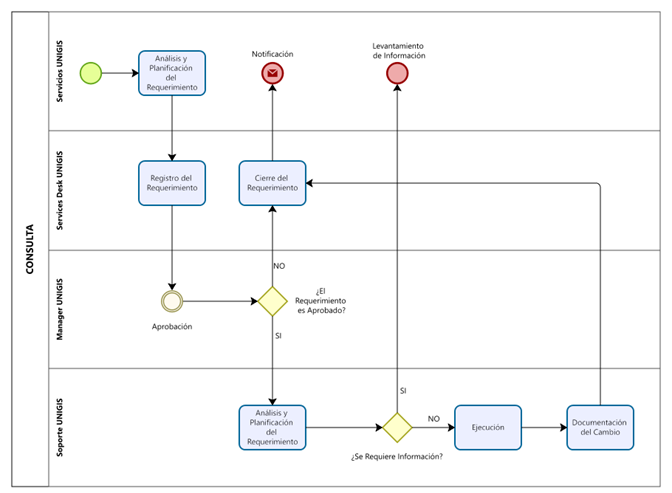 CONSULTA
Servicios UNIGIS
Análisis y
Planificación
del
Requerimiento
Notificación
Levantamiento
de Información
Services Desk UNIGIS
Registro del
Requerimiento
Cierre del
Requerimiento
Manager UNIGIS
Aprobación
NO
¿El
Requerimiento
es Aprobado?
SI
Soporte UNIGIS
Análisis y
Planificación
del
Requerimiento
SI
¿Se Requiere Información?
NO
Ejecución
Documentación
del Cambio